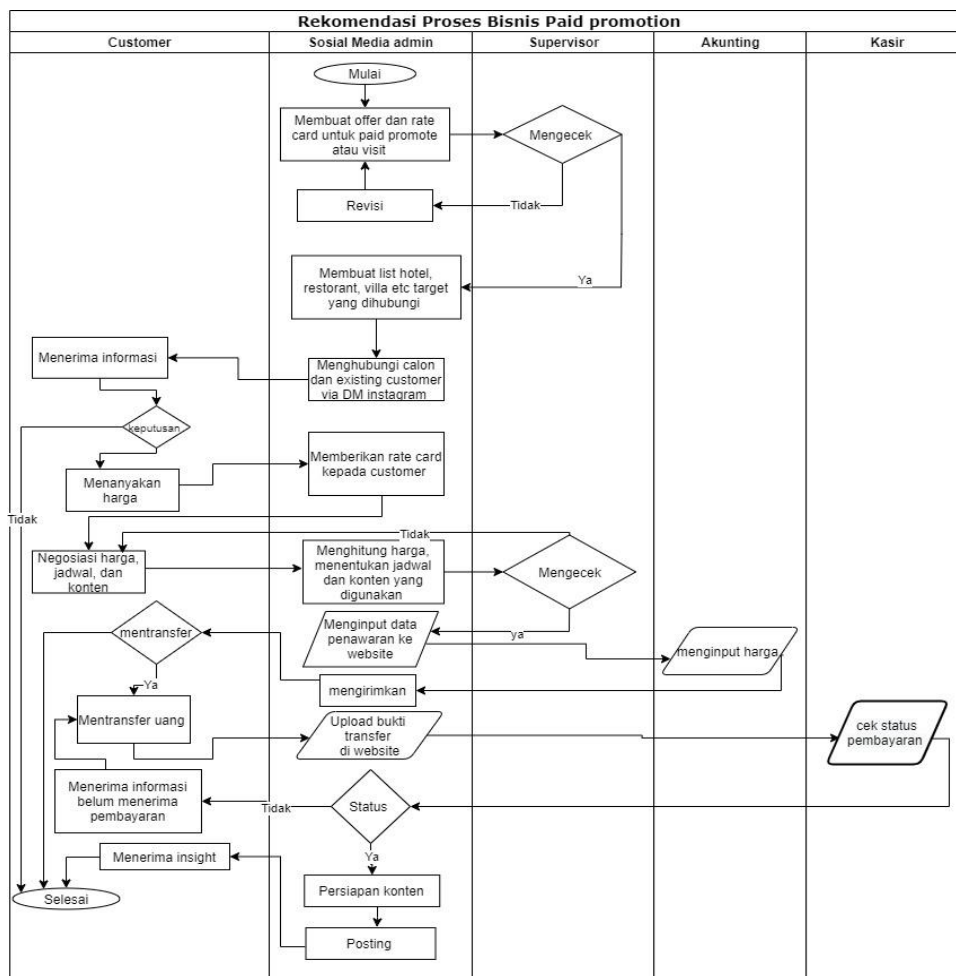 Rekomendasi Proses Bisnis Paid promotion
Customer
Sosial Media admin
Supervisor
Akunting
Kasir
Mulai
Membuat offer dan rate
card untuk paid promote
atau visit
Mengecek
Revisi
Tidak
Membuat list hotel,
restorant, villa etc target
yang dihubungi
Ya
Menerima informasi
Menghubungi calon
dan existing customer
via DM instagram
keputusan
Menanyakan
harga
Memberikan rate card
kepada customer
Tidak
Tidak
Negosiasi harga,
jadwal, dan
konten
Menghitung harga,
menentukan jadwal
dan konten yang
digunakan
Mengecek
mentransfer
Menginput data
penawaran ke
website
ya
menginput harga
Ya
mengirimkan
Mentransfer uang
Upload bukti
transfer
di website
cek status
pembayaran
Menerima informasi
belum menerima
pembayaran
Tidak
Status
Ya
Menerima insight
Persiapan konten
Selesai
Posting